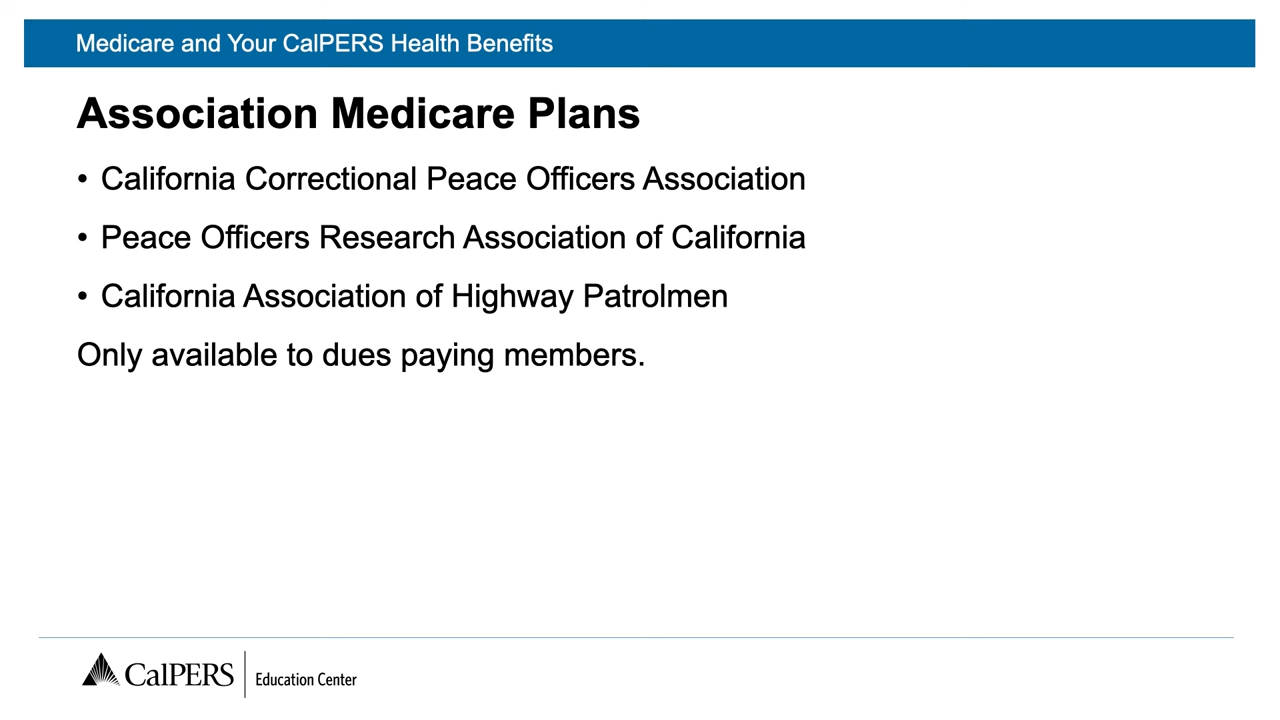 Medicare and Your CalPERS Health Benefits
Association Medicare Plans
• California Correctional Peace Officers Association
• Peace Officers Research Association of California
• California Association of Highway Patrolmen
Only available to dues paying members.
CalPERS Education Center